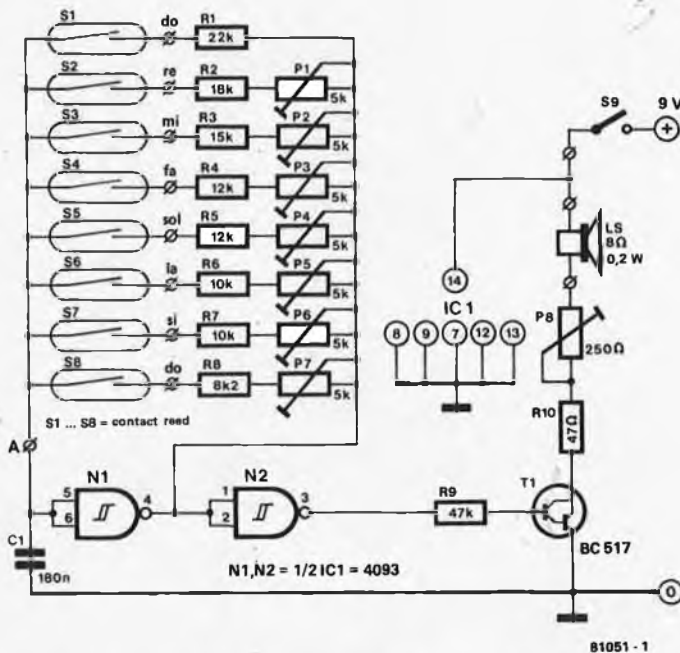 S1 do R1
22k
S2 re R2 P1
18k 5k
S3 mi R3 P2
15k 5k
S4 fa R4 P3
12k 5k
S5 sol R5 P4
12k 5k
S6 la R6 P5
10k 5k
S7 si R7 P6
10k 5k
S8 do R8 P7
8k2 5k
S1 ... S8 = contact reed
S9 9 V
+
LS
8Ω
0,2 W
14
IC 1
8 9 7 12 13
P8
250Ω
R10
47Ω
A
N1 N2
5 4 1 3
6 2
R9
47k
T1
BC 517
C1
180n
N1,N2 = 1/2 IC1 = 4093
0
81051 - 1